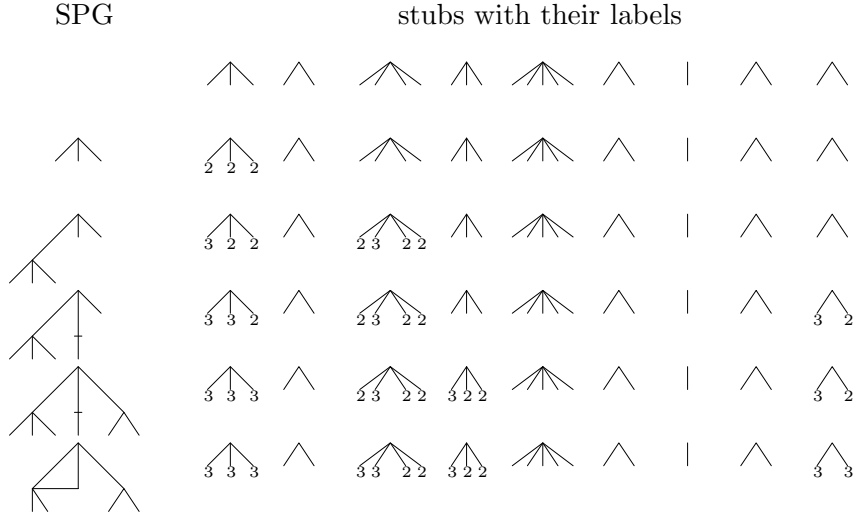 SPG stubs with their labels
2 2 2
3 2 2 2 3 2 2
3 3 2 2 3 2 2 3 2
3 3 3 2 3 2 2 3 2 2 3 2
3 3 3 3 3 2 2 3 2 2 3 3